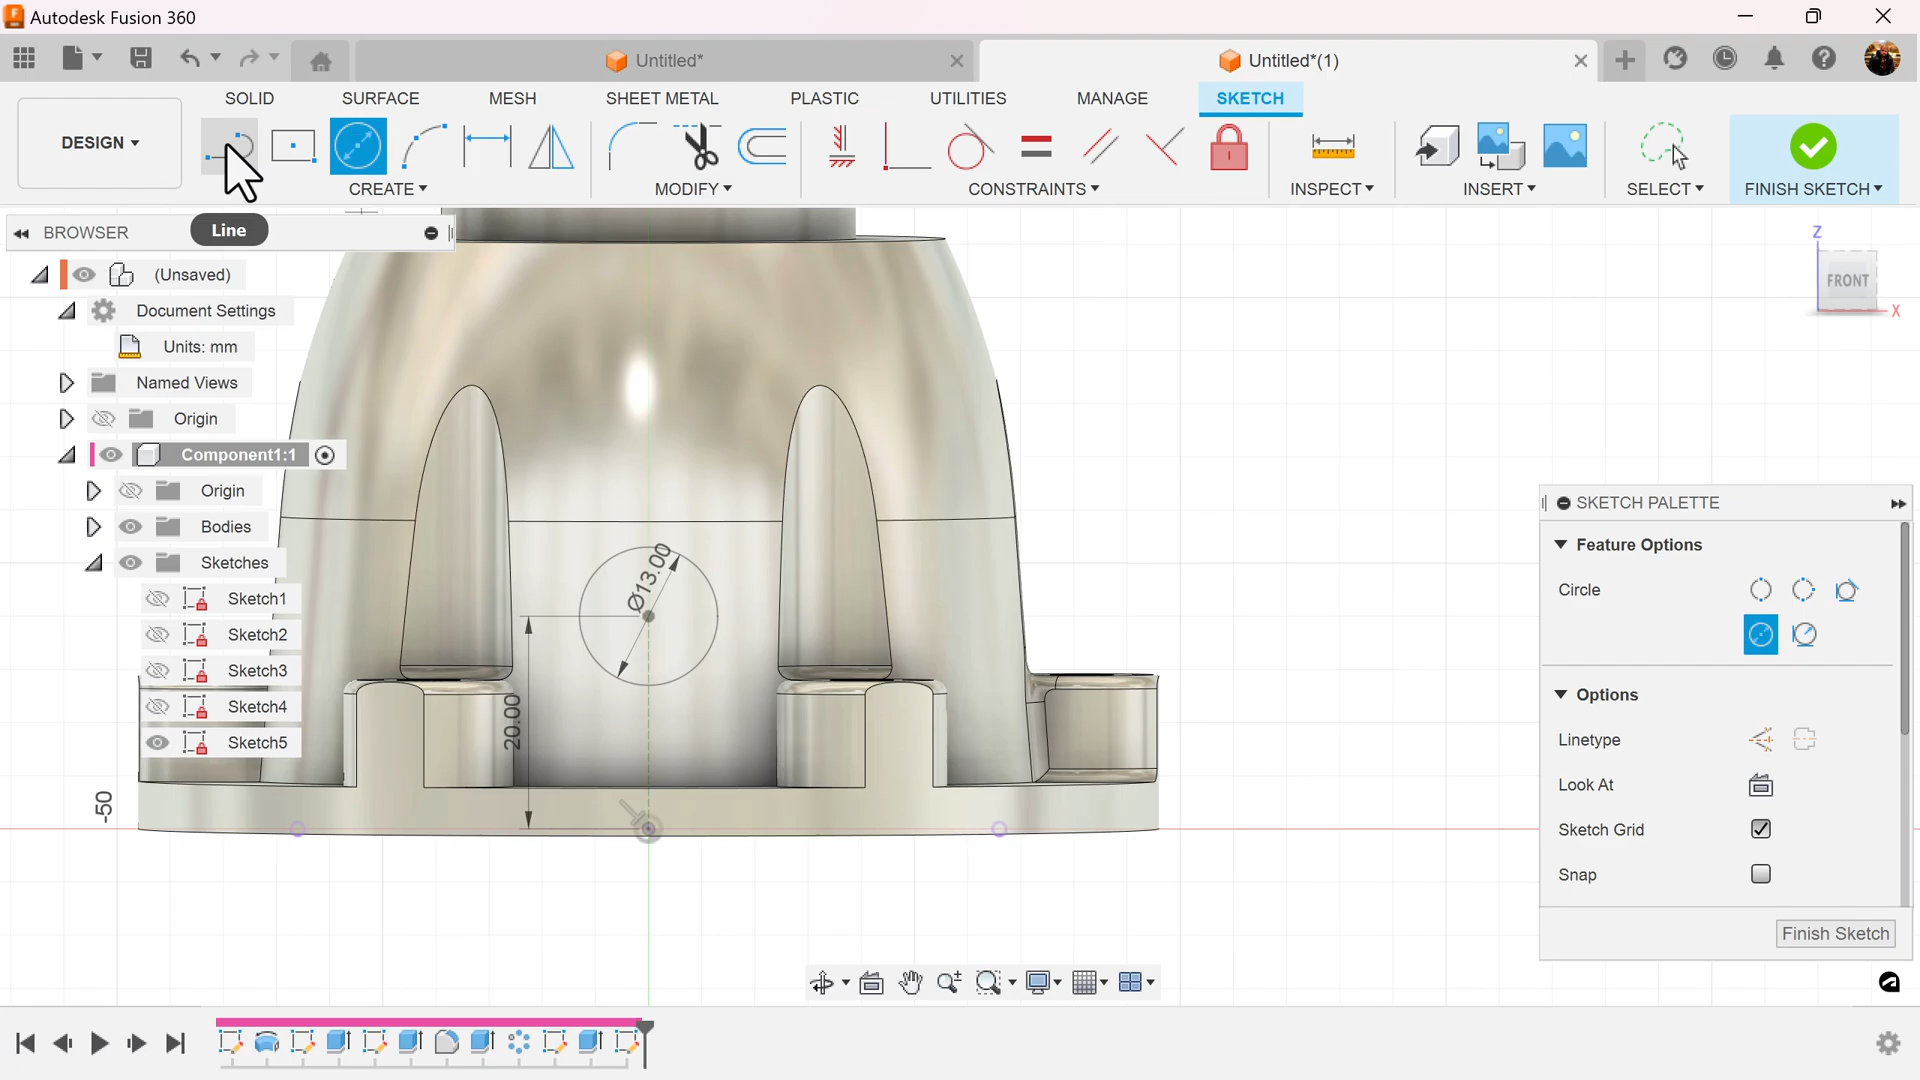 Autodesk Fusion 360
Untitled*
Untitled*(1)
SOLID
SURFACE
MESH
SHEET METAL
PLASTIC
UTILITIES
MANAGE
SKETCH
DESIGN
CREATE
MODIFY
CONSTRAINTS
INSPECT
INSERT
SELECT
FINISH SKETCH
BROWSER
Line
(Unsaved)
Document Settings
Units: mm
Named Views
Origin
Component1:1
Origin
Bodies
Sketches
Sketch1
Sketch2
Sketch3
Sketch4
Sketch5
Z
FRONT
X
Ø13.00
20.00
-50
SKETCH PALETTE
Feature Options
Circle
Options
Linetype
Look At
Sketch Grid
Snap
Finish Sketch